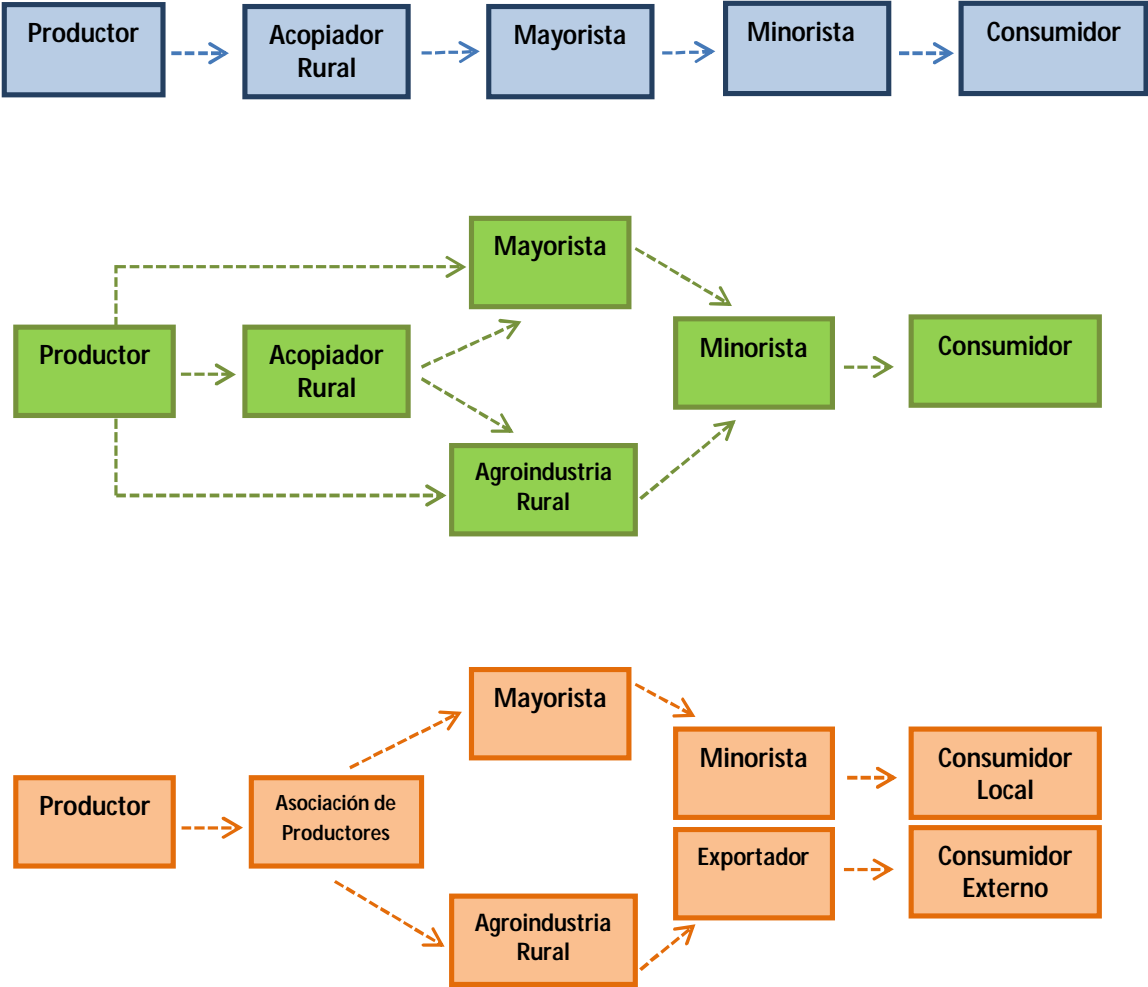 Productor
Acopiador
Rural
Mayorista
Minorista
Consumidor
Mayorista
Productor
Acopiador
Rural
Minorista
Consumidor
Agroindustria
Rural
Mayorista
Minorista
Consumidor
Local
Productor
Asociación de
Productores
Exportador
Consumidor
Externo
Agroindustria
Rural